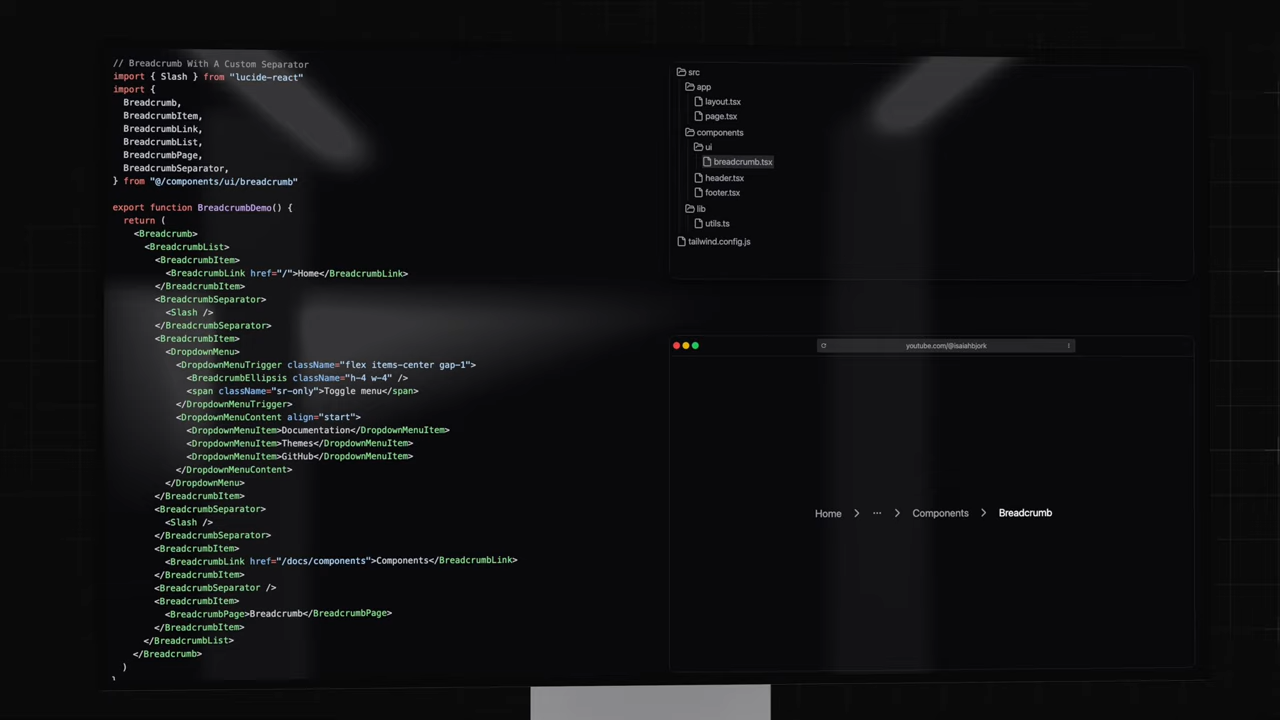 // Breadcrumb With A Custom Separator
import { Slash } from "lucide-react"
import {
  Breadcrumb,
  BreadcrumbItem,
  BreadcrumbLink,
  BreadcrumbList,
  BreadcrumbPage,
  BreadcrumbSeparator,
} from "@/components/ui/breadcrumb"

export function BreadcrumbDemo() {
  return (
    <Breadcrumb>
      <BreadcrumbList>
        <BreadcrumbItem>
          <BreadcrumbLink href="/">Home</BreadcrumbLink>
        </BreadcrumbItem>
        <BreadcrumbSeparator>
          <Slash />
        </BreadcrumbSeparator>
        <BreadcrumbItem>
          <DropdownMenu>
            <DropdownMenuTrigger className="flex items-center gap-1">
              <BreadcrumbEllipsis className="h-4 w-4" />
              <span className="sr-only">Toggle menu</span>
            </DropdownMenuTrigger>
            <DropdownMenuContent align="start">
              <DropdownMenuItem>Documentation</DropdownMenuItem>
              <DropdownMenuItem>Themes</DropdownMenuItem>
              <DropdownMenuItem>GitHub</DropdownMenuItem>
            </DropdownMenuContent>
          </DropdownMenu>
        </BreadcrumbItem>
        <BreadcrumbSeparator>
          <Slash />
        </BreadcrumbSeparator>
        <BreadcrumbItem>
          <BreadcrumbLink href="/docs/components">Components</BreadcrumbLink>
        </BreadcrumbItem>
        <BreadcrumbSeparator />
        <BreadcrumbItem>
          <BreadcrumbPage>Breadcrumb</BreadcrumbPage>
        </BreadcrumbItem>
      </BreadcrumbList>
    </Breadcrumb>
  )
}
src
app
layout.tsx
page.tsx
components
ui
breadcrumb.tsx
header.tsx
footer.tsx
lib
utils.ts
tailwind.config.js
youtube.com/@isaiahbjork
Home > ··· > Components > Breadcrumb